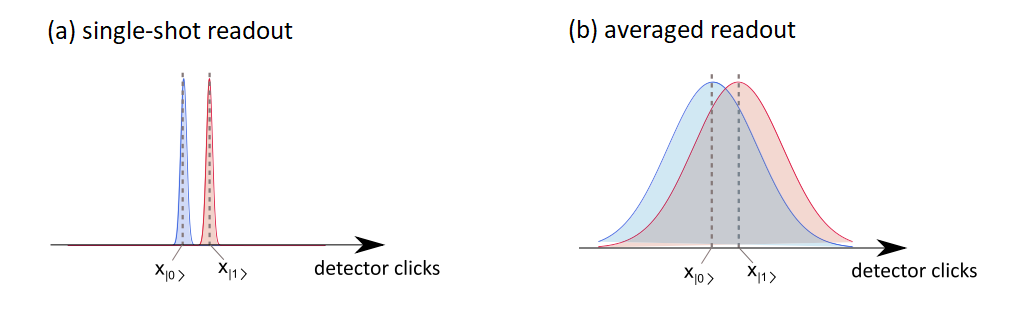 (a) single-shot readout
(b) averaged readout
x|0⟩
x|1⟩
detector clicks
x|0⟩
x|1⟩
detector clicks